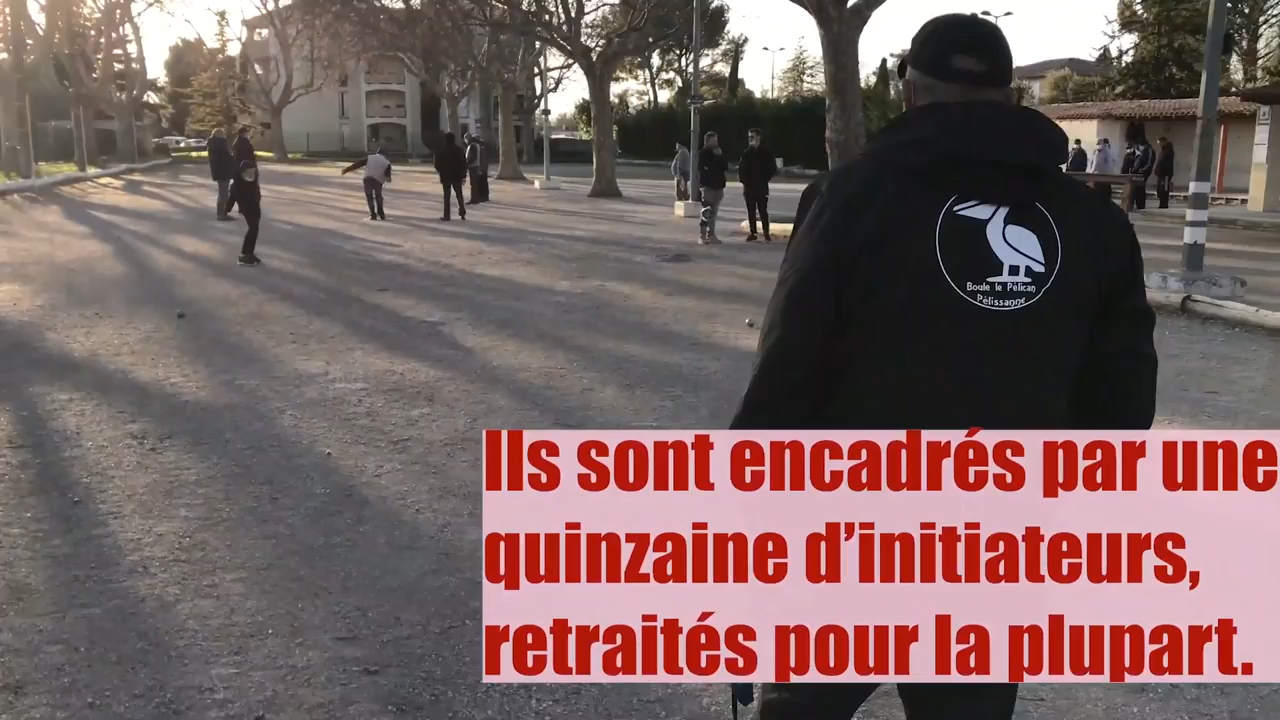 Boule le Pélican
Pélissanne
Ils sont encadrés par une
quinzaine d’initiateurs,
retraités pour la plupart.